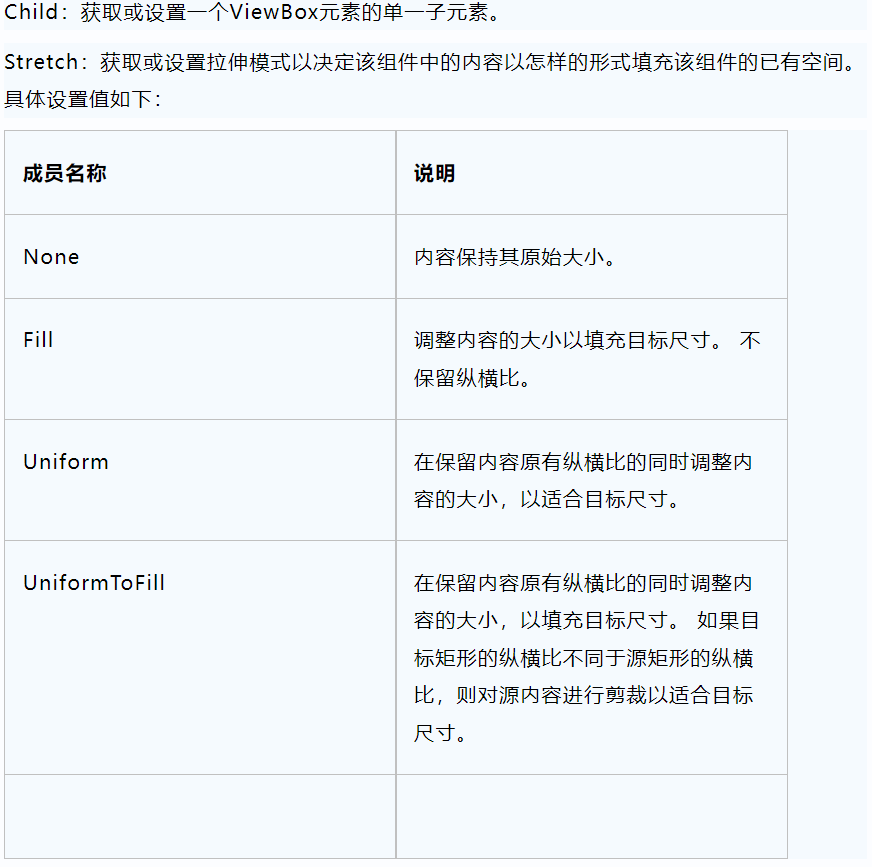 Child：获取或设置一个ViewBox元素的单一子元素。
Stretch：获取或设置拉伸模式以决定该组件中的内容以怎样的形式填充该组件的已有空间。
具体设置值如下：
成员名称 说明
None 内容保持其原始大小。
Fill 调整内容的大小以填充目标尺寸。 不
保留纵横比。
Uniform 在保留内容原有纵横比的同时调整内
容的大小，以适合目标尺寸。
UniformToFill 在保留内容原有纵横比的同时调整内
容的大小，以填充目标尺寸。 如果目
标矩形的纵横比不同于源矩形的纵横
比，则对源内容进行剪裁以适合目标
尺寸。